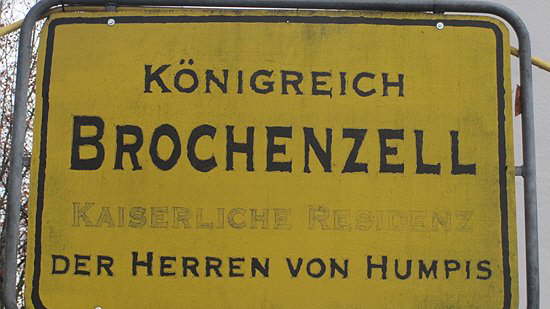 KÖNIGREICH
BROCHENZELL
KAISERLICHE RESIDENZ
DER HERREN VON HUMPIS